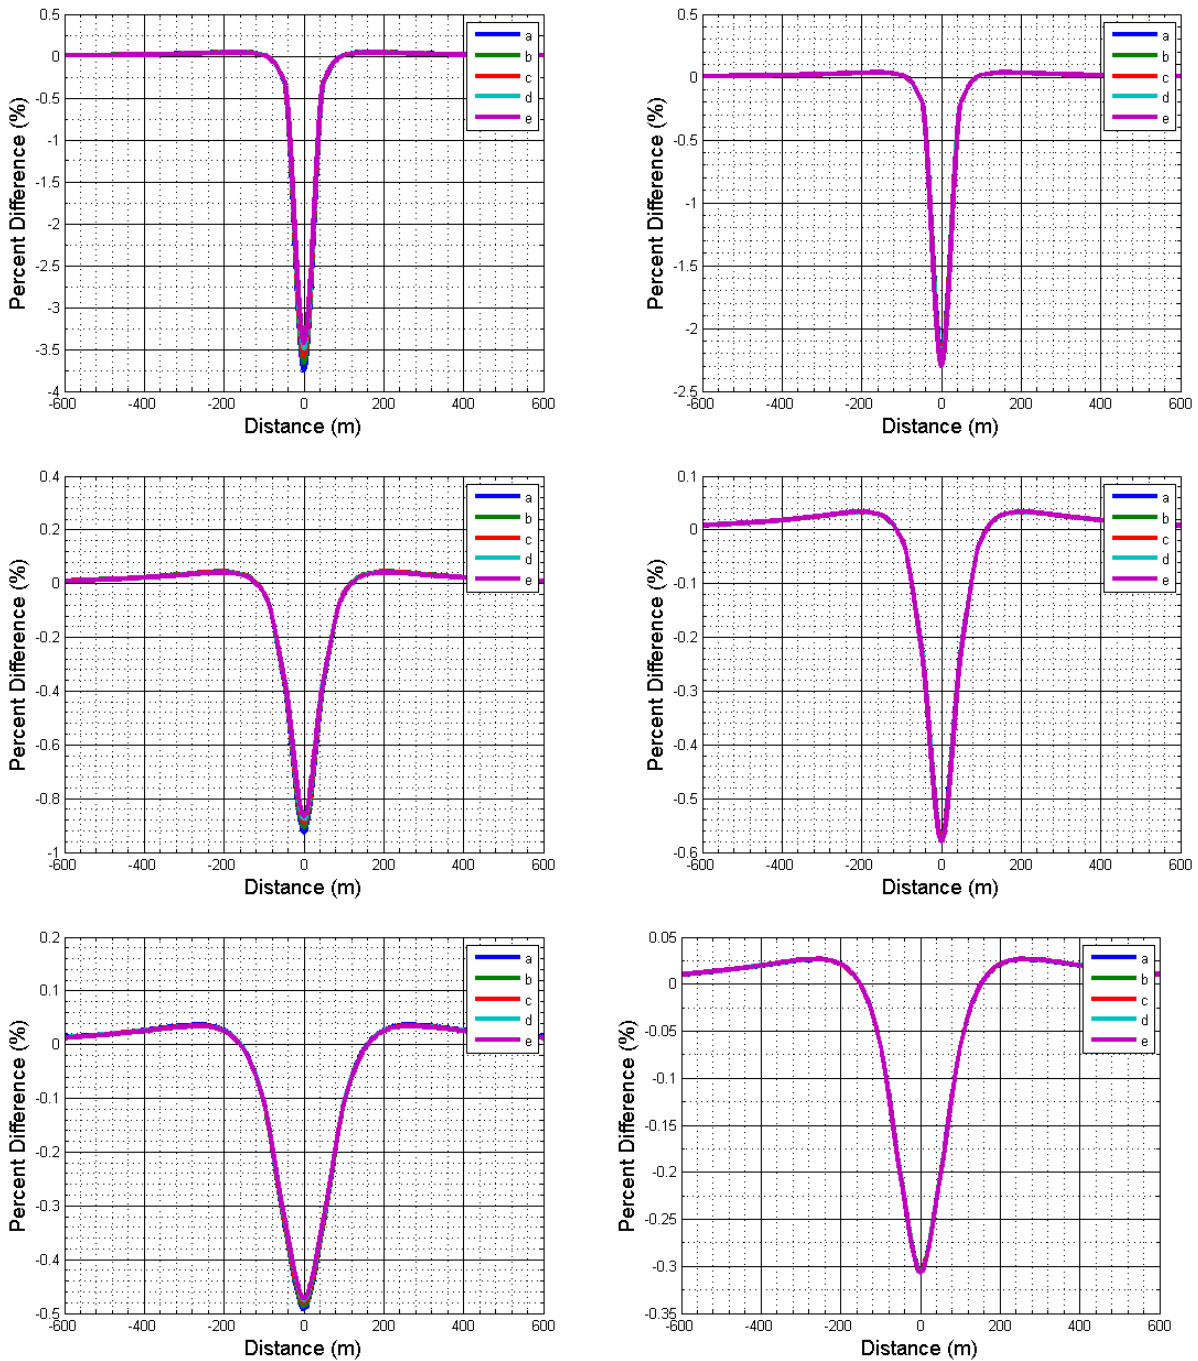 0.5
0
-0.5
-1
-1.5
-2
-2.5
-3
-3.5
-4
-600 -400 -200 0 200 400 600
Percent Difference (%)
Distance (m)
a
b
c
d
e
0.5
0
-0.5
-1
-1.5
-2
-2.5
-600 -400 -200 0 200 400 600
Percent Difference (%)
Distance (m)
a
b
c
d
e
0.4
0.2
0
-0.2
-0.4
-0.6
-0.8
-1
-600 -400 -200 0 200 400 600
Percent Difference (%)
Distance (m)
a
b
c
d
e
0.1
0
-0.1
-0.2
-0.3
-0.4
-0.5
-0.6
-600 -400 -200 0 200 400 600
Percent Difference (%)
Distance (m)
a
b
c
d
e
0.2
0.1
0
-0.1
-0.2
-0.3
-0.4
-0.5
-600 -400 -200 0 200 400 600
Percent Difference (%)
Distance (m)
a
b
c
d
e
0.05
0
-0.05
-0.1
-0.15
-0.2
-0.25
-0.3
-0.35
-600 -400 -200 0 200 400 600
Percent Difference (%)
Distance (m)
a
b
c
d
e